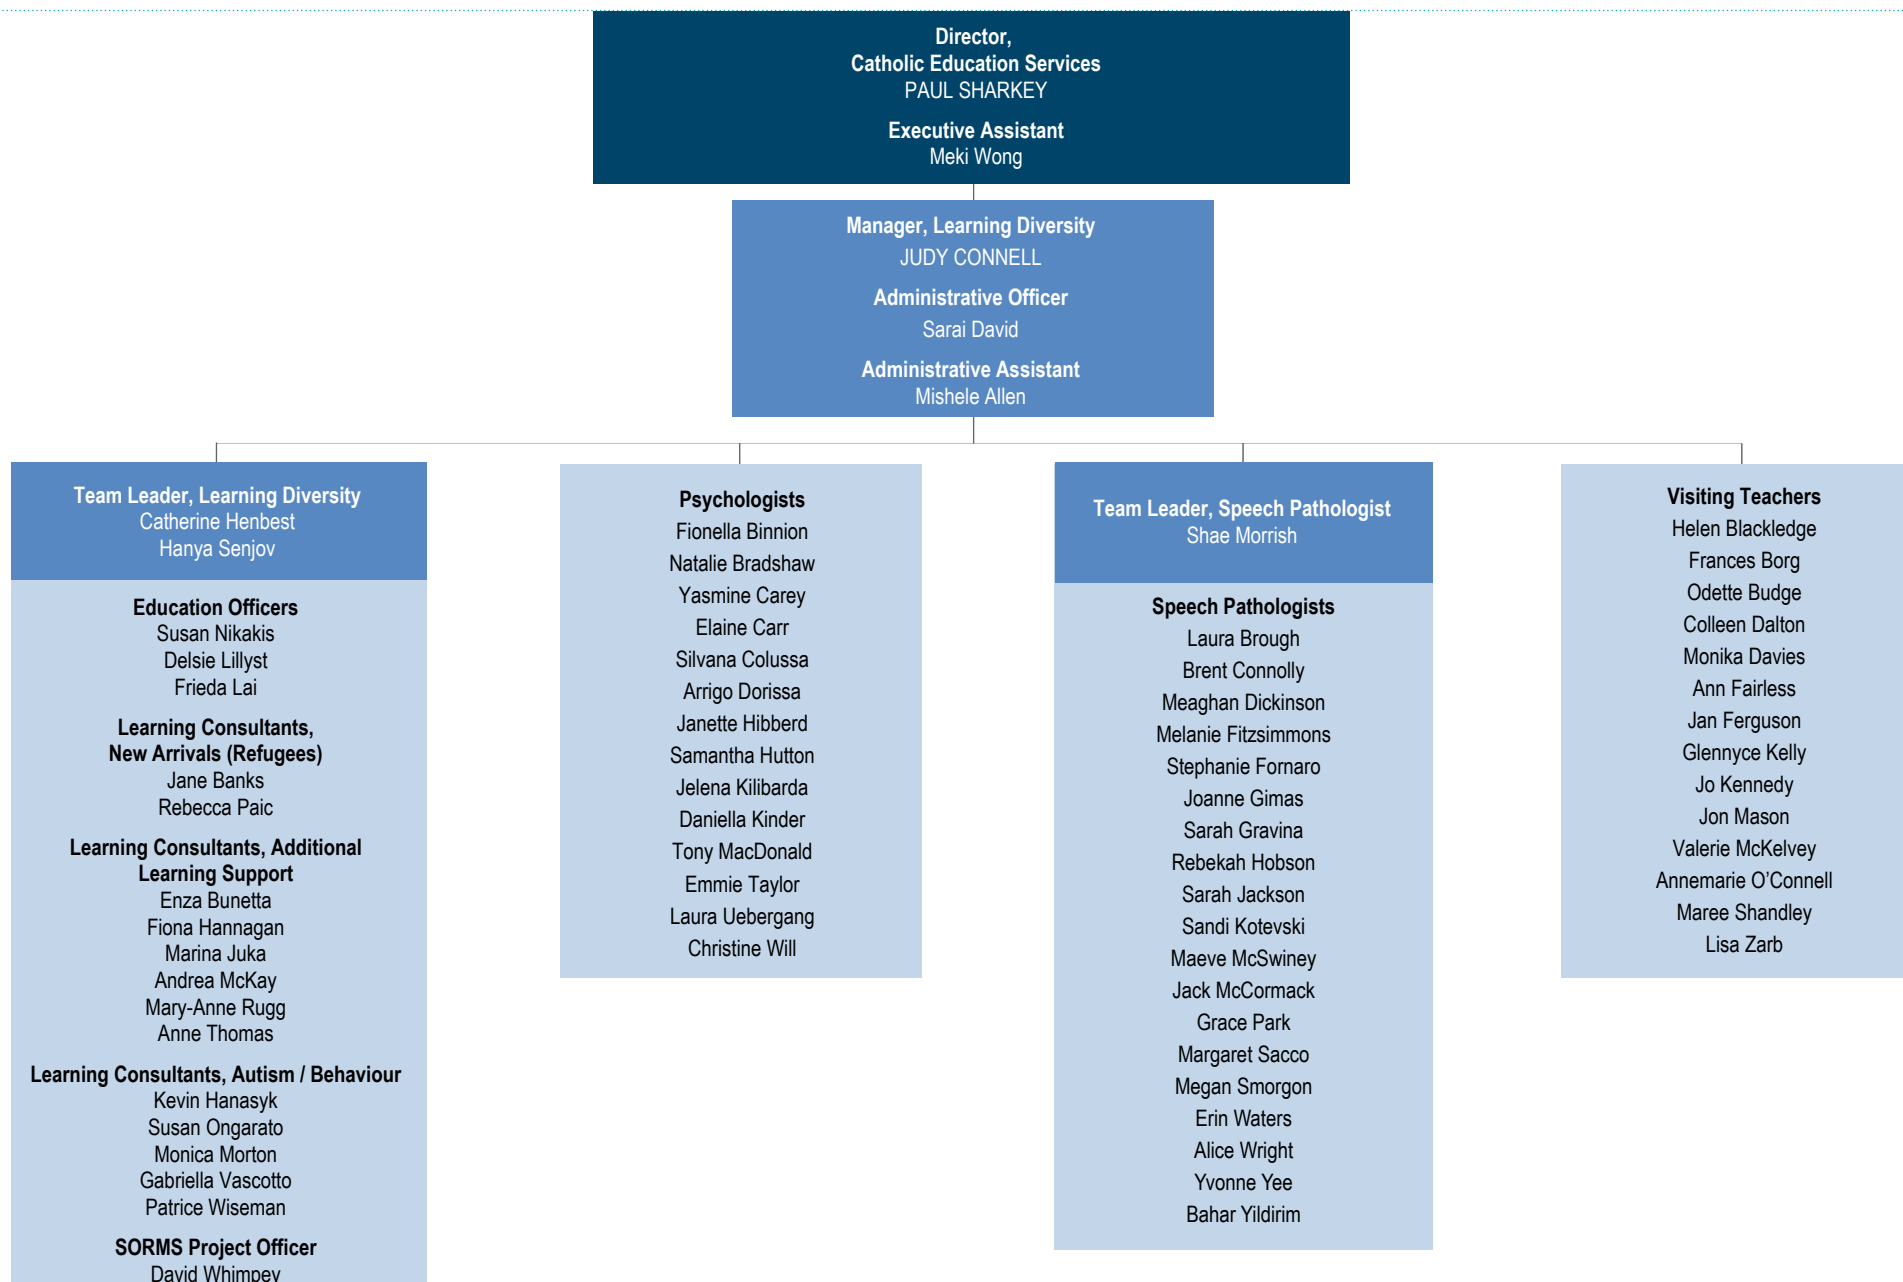 Director,
Catholic Education Services
PAUL SHARKEY
Executive Assistant
Meki Wong
Manager, Learning Diversity
JUDY CONNELL
Administrative Officer
Sarai David
Administrative Assistant
Mishele Allen
Team Leader, Learning Diversity
Catherine Henbest
Hanya Senjov
Education Officers
Susan Nikakis
Delsie Lillyst
Frieda Lai
Learning Consultants,
New Arrivals (Refugees)
Jane Banks
Rebecca Paic
Learning Consultants, Additional
Learning Support
Enza Bunetta
Fiona Hannagan
Marina Juka
Andrea McKay
Mary-Anne Rugg
Anne Thomas
Learning Consultants, Autism / Behaviour
Kevin Hanasyk
Susan Ongarato
Monica Morton
Gabriella Vascotto
Patrice Wiseman
SORMS Project Officer
David Whimpey
Psychologists
Fionella Binnion
Natalie Bradshaw
Yasmine Carey
Elaine Carr
Silvana Colussa
Arrigo Dorissa
Janette Hibberd
Samantha Hutton
Jelena Kilibarda
Daniella Kinder
Tony MacDonald
Emmie Taylor
Laura Uebergang
Christine Will
Team Leader, Speech Pathologist
Shae Morrish
Speech Pathologists
Laura Brough
Brent Connolly
Meaghan Dickinson
Melanie Fitzsimmons
Stephanie Fornaro
Joanne Gimas
Sarah Gravina
Rebekah Hobson
Sarah Jackson
Sandi Kotevski
Maeve McSwiney
Jack McCormack
Grace Park
Margaret Sacco
Megan Smorgon
Erin Waters
Alice Wright
Yvonne Yee
Bahar Yildirim
Visiting Teachers
Helen Blackledge
Frances Borg
Odette Budge
Colleen Dalton
Monika Davies
Ann Fairless
Jan Ferguson
Glennyce Kelly
Jo Kennedy
Jon Mason
Valerie McKelvey
Annemarie O’Connell
Maree Shandley
Lisa Zarb